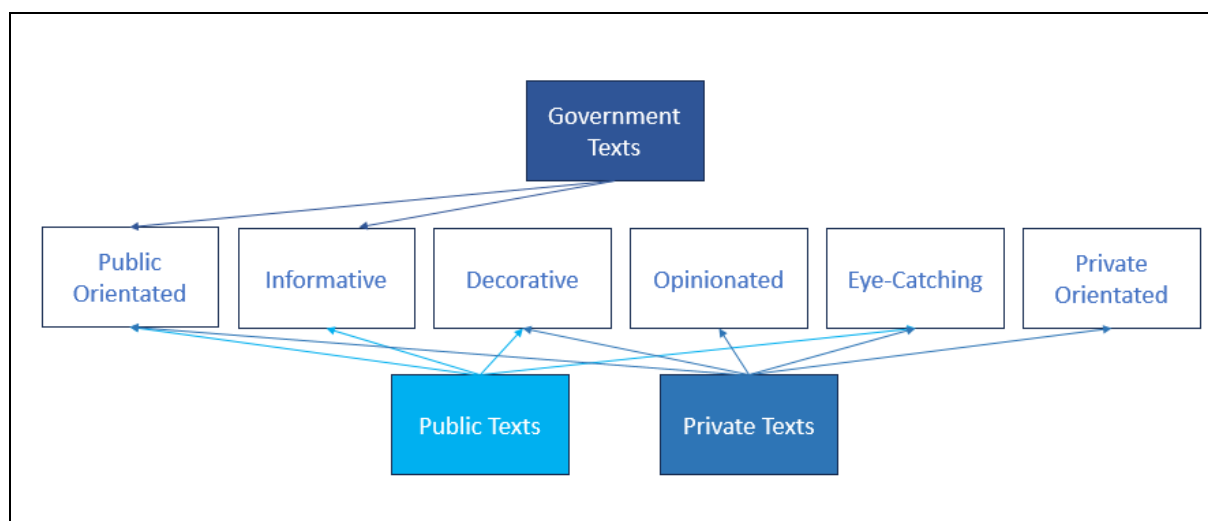 Government
Texts
Public
Orientated
Informative
Decorative
Opinionated
Eye-Catching
Private
Orientated
Public Texts
Private Texts